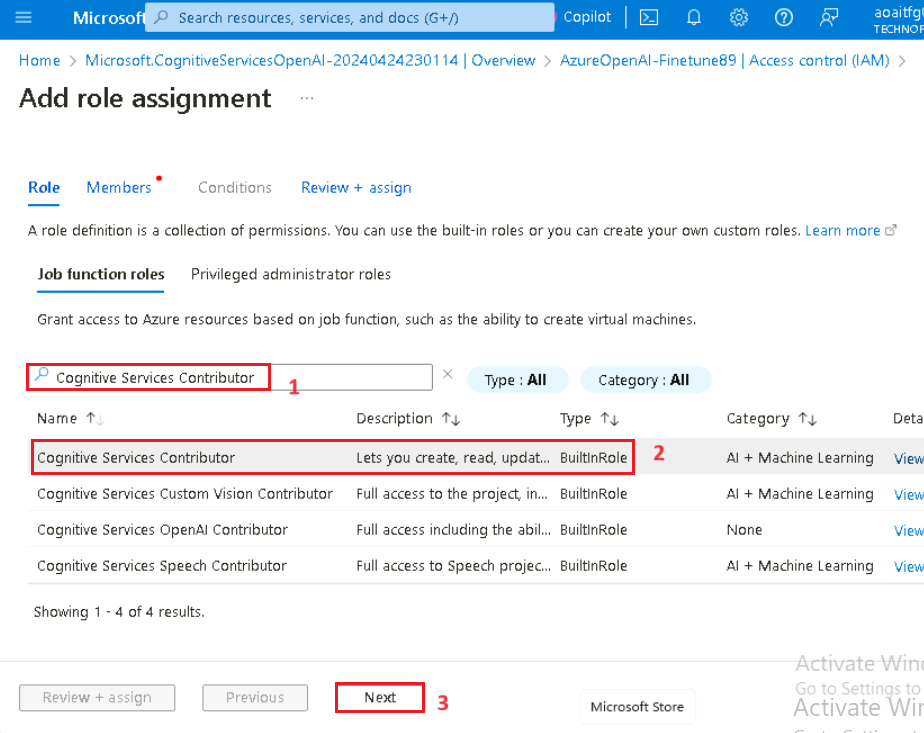 Microsoft Search resources, services, and docs (G+/) Copilot aoaitfg
TECHNOF
Home > Microsoft.CognitiveServicesOpenAI-20240424230114 | Overview > AzureOpenAI-Finetune89 | Access control (IAM) >
Add role assignment ...
Role Members Conditions Review + assign
A role definition is a collection of permissions. You can use the built-in roles or you can create your own custom roles. Learn more
Job function roles Privileged administrator roles
Grant access to Azure resources based on job function, such as the ability to create virtual machines.
Cognitive Services Contributor 1 × Type : All Category : All
Name ↑↓ Description ↑↓ Type ↑↓ Category ↑↓ Deta
Cognitive Services Contributor Lets you create, read, updat... BuiltInRole 2 AI + Machine Learning View
Cognitive Services Custom Vision Contributor Full access to the project, in... BuiltInRole AI + Machine Learning View
Cognitive Services OpenAI Contributor Full access including the abil... BuiltInRole None View
Cognitive Services Speech Contributor Full access to Speech projec... BuiltInRole AI + Machine Learning View
Showing 1 - 4 of 4 results.
Activate Win
Go to Settings to
Review + assign Previous Next 3 Microsoft Store Activate Wi